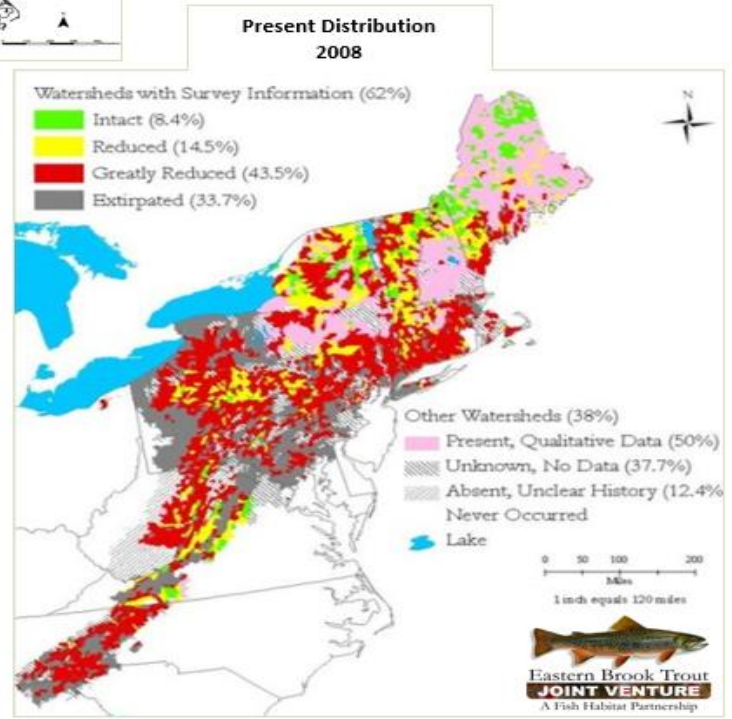 Present Distribution
2008
Watersheds with Survey Information (62%)
Intact (8.4%)
Reduced (14.5%)
Greatly Reduced (43.5%)
Extirpated (33.7%)
N
Other Watersheds (38%)
Present, Qualitative Data (50%)
Unknown, No Data (37.7%)
Absent, Unclear History (12.4%
Never Occurred
Lake
0 50 100 200
Miles
1 inch equals 120 miles
Eastern Brook Trout
JOINT VENTURE
A Fish Habitat Partnership